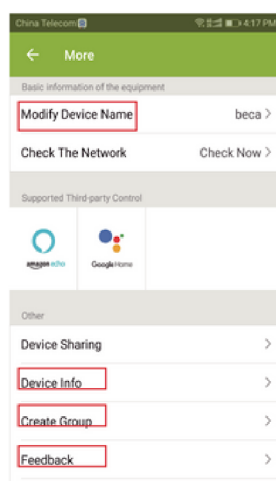 China Telecom 4:17 PM
More
Basic information of the equipment
Modify Device Name beca >
Check The Network Check Now >
Supported Third-party Control
amazon echo Google Home
Other
Device Sharing >
Device Info >
Create Group >
Feedback >